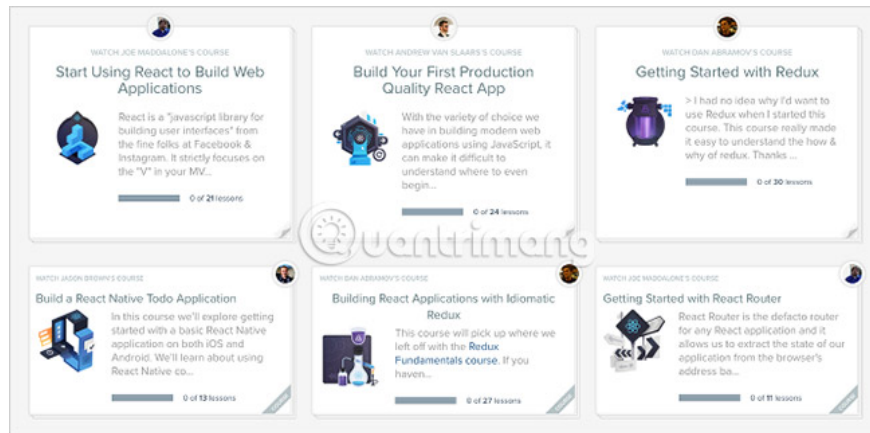 WATCH JOE MADDALONE'S COURSE
Start Using React to Build Web
Applications
React is a "javascript library for
building user interfaces" from
the fine folks at Facebook &
Instagram. It strictly focuses on
the "V" in your MV...
0 of 21 lessons
WATCH ANDREW VAN SLAARS'S COURSE
Build Your First Production
Quality React App
With the variety of choice we
have in building modern web
applications using JavaScript, it
can make it difficult to
understand where to even
begin...
0 of 24 lessons
WATCH DAN ABRAMOV'S COURSE
Getting Started with Redux
> I had no idea why I'd want to
use Redux when I started this
course. This course really made
it easy to understand the how &
why of redux. Thanks ...
0 of 30 lessons
Quantrimang
WATCH JASON BROWN'S COURSE
Build a React Native Todo Application
In this course we'll explore getting
started with a basic React Native
application on both iOS and
Android. We'll learn about using
React Native co...
0 of 13 lessons
COURSE
WATCH DAN ABRAMOV'S COURSE
Building React Applications with Idiomatic
Redux
This course will pick up where we
left off with the Redux
Fundamentals course. If you
haven...
0 of 27 lessons
COURSE
WATCH JOE MADDALONE'S COURSE
Getting Started with React Router
React Router is the defacto router
for any React application and it
allows us to extract the state of our
application from the browser's
address ba...
0 of 11 lessons
COURSE